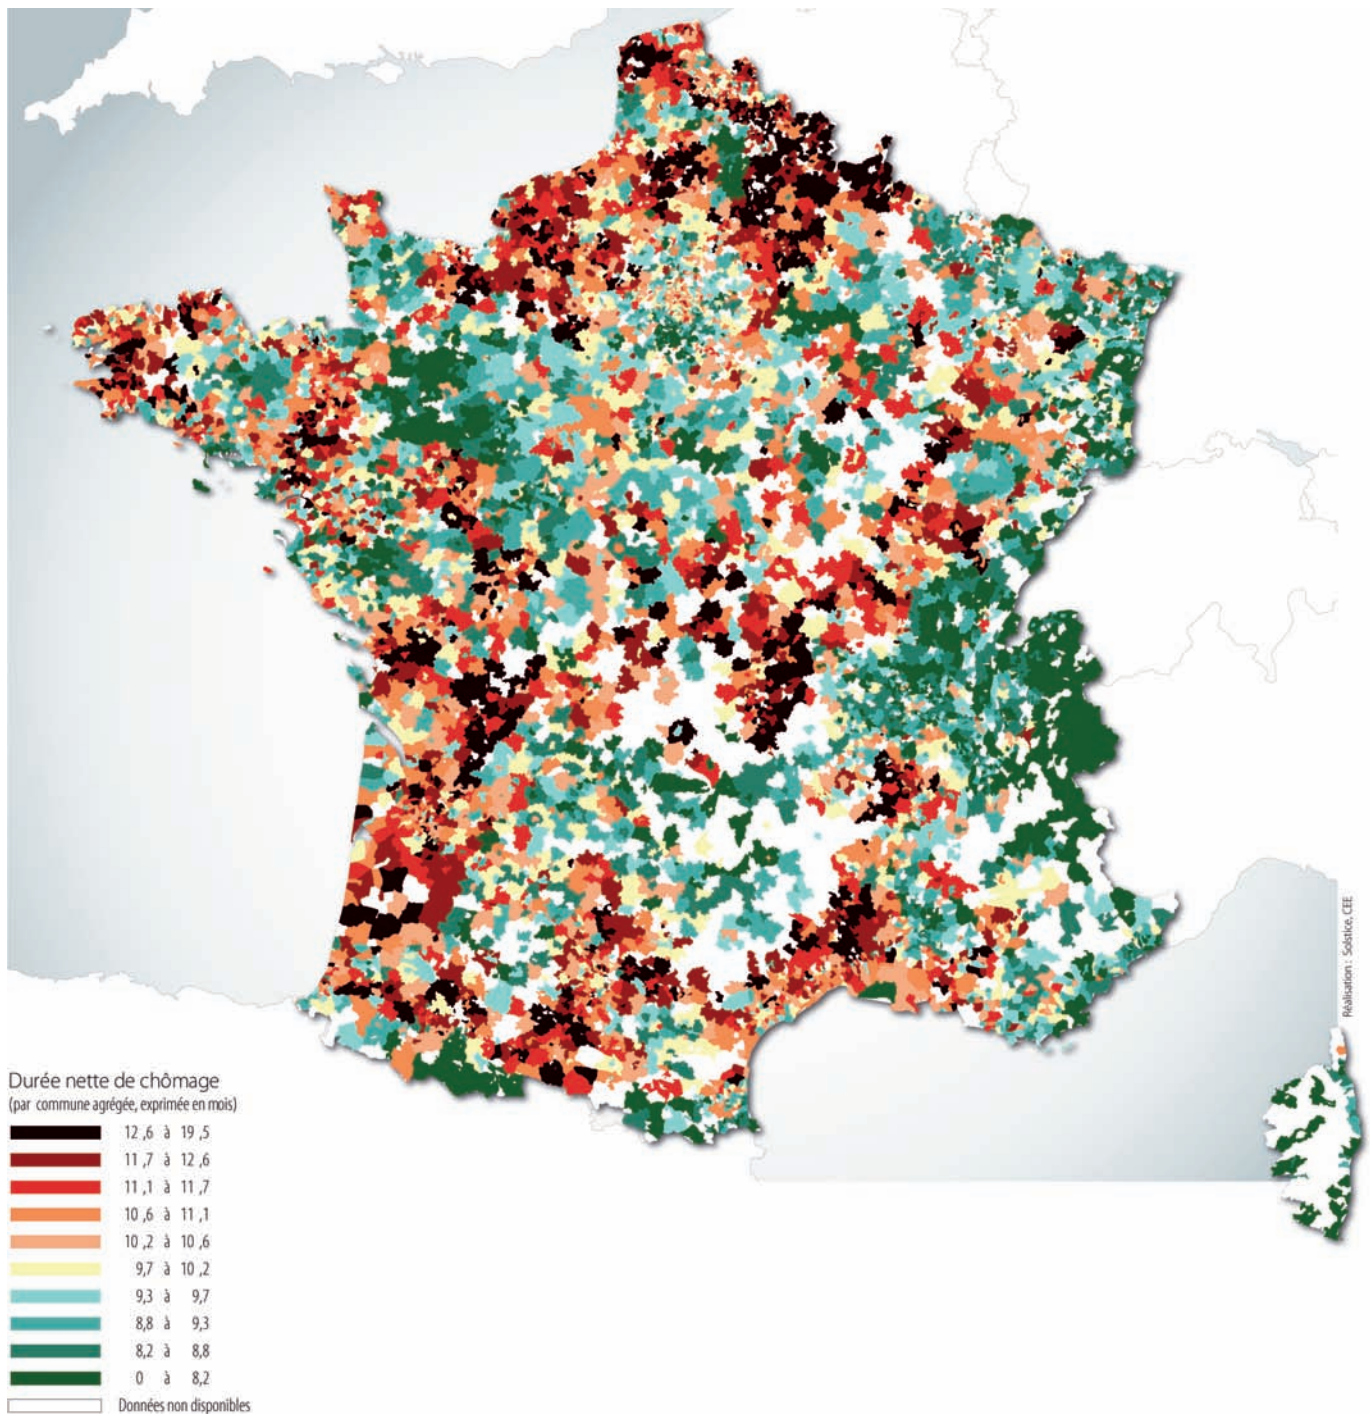 Réalisation : Solstice, CEE
Durée nette de chômage
(par commune agrégée, exprimée en mois)
12 ,6 à 19 ,5
11 ,7 à 12 ,6
11 ,1 à 11 ,7
10 ,6 à 11 ,1
10 ,2 à 10 ,6
9,7 à 10 ,2
9,3 à 9,7
8,8 à 9,3
8,2 à 8,8
0 à 8,2
Données non disponibles